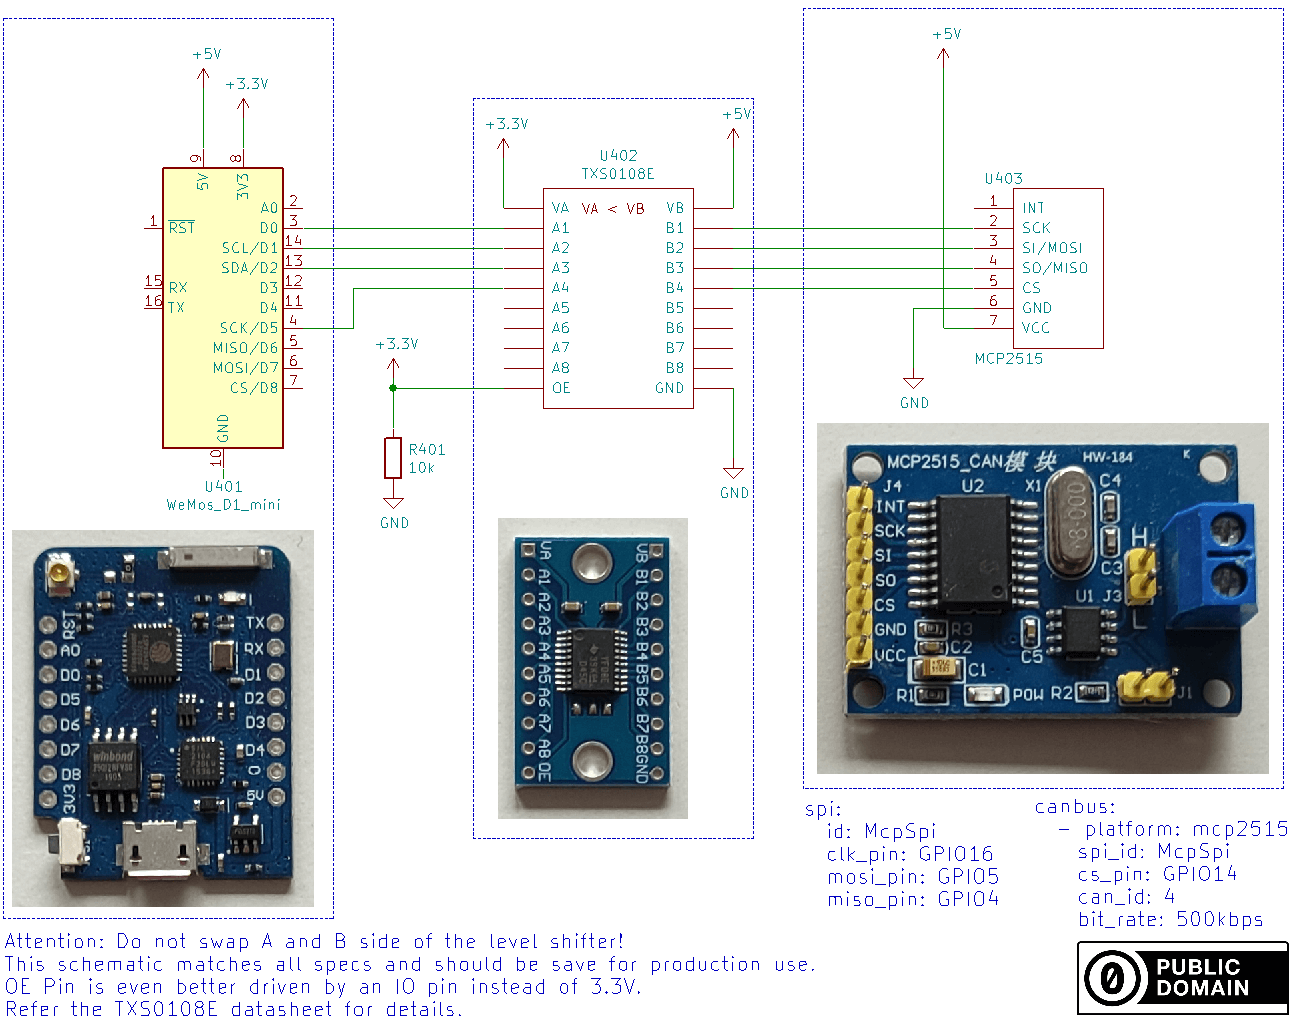 +5V
+3.3V
9
8
5V
3V3
A0
2
1
RST
D0
3
SCL/D1
14
SDA/D2
13
15
RX
D3
12
16
TX
D4
11
SCK/D5
4
MISO/D6
5
MOSI/D7
6
CS/D8
7
GND
10
U401
WeMos_D1_mini
+3.3V
R401
10k
GND
+3.3V
+5V
U402
TXS0108E
VA
VA < VB
VB
A1
B1
A2
B2
A3
B3
A4
B4
A5
B5
A6
B6
A7
B7
A8
B8
OE
GND
GND
+5V
U403
1
INT
2
SCK
3
SI/MOSI
4
SO/MISO
5
CS
6
GND
7
VCC
MCP2515
GND
RST
TX
A0
RX
D0
D1
D5
D2
D6
D3
D7
D4
D8
3V3
5V
winbond
VA
VB
A1
B1
A2
B2
A3
B3
A4
B4
A5
B5
A6
B6
A7
B7
A8
B8
OE
GND
MCP2515_CAN模块
HW-184
K
J4
U2
X1
C4
INT
SCK
SI
SO
CS
GND
VCC
8.000
H
C3
U1
J3
L
R3
C2
C5
C1
R1
POW
R2
J1
spi:
id: McpSpi
clk_pin: GPIO16
mosi_pin: GPIO5
miso_pin: GPIO4
canbus:
- platform: mcp2515
spi_id: McpSpi
cs_pin: GPIO14
can_id: 4
bit_rate: 500kbps
Attention: Do not swap A and B side of the level shifter!
This schematic matches all specs and should be save for production use.
OE Pin is even better driven by an IO pin instead of 3.3V.
Refer the TXS0108E datasheet for details.
0
PUBLIC
DOMAIN